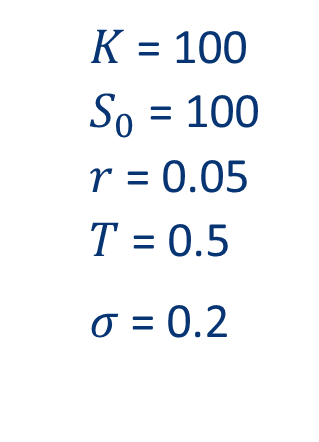 K = 100
S₀ = 100
r = 0.05
T = 0.5
σ = 0.2